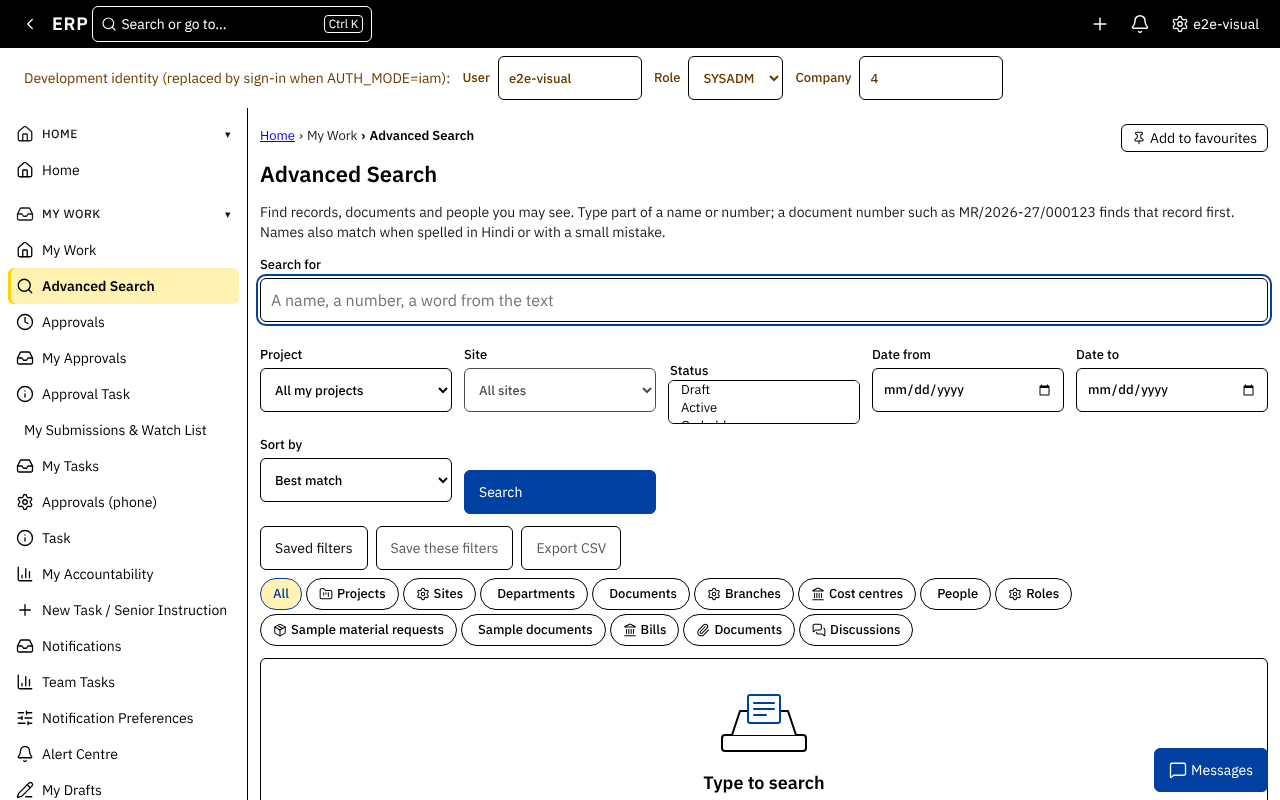 ERP
Search or go to...
Ctrl K
e2e-visual
Development identity (replaced by sign-in when AUTH_MODE=iam):
User
e2e-visual
Role
SYSADM
Company
4
HOME
Home
MY WORK
My Work
Advanced Search
Approvals
My Approvals
Approval Task
My Submissions & Watch List
My Tasks
Approvals (phone)
Task
My Accountability
New Task / Senior Instruction
Notifications
Team Tasks
Notification Preferences
Alert Centre
My Drafts
Home › My Work › Advanced Search
Add to favourites
Advanced Search
Find records, documents and people you may see. Type part of a name or number; a document number such as MR/2026-27/000123 finds that record first.
Names also match when spelled in Hindi or with a small mistake.
Search for
A name, a number, a word from the text
Project
All my projects
Site
All sites
Status
Draft
Active
Date from
mm/dd/yyyy
Date to
mm/dd/yyyy
Sort by
Best match
Search
Saved filters
Save these filters
Export CSV
All
Projects
Sites
Departments
Documents
Branches
Cost centres
People
Roles
Sample material requests
Sample documents
Bills
Documents
Discussions
Type to search
Messages